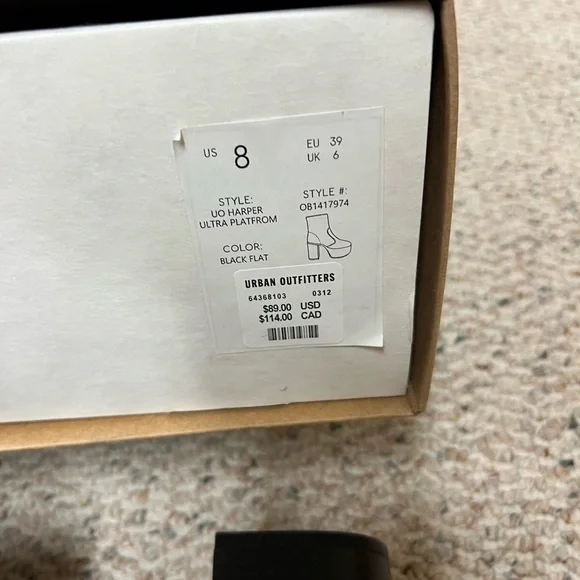 US 8
EU 39
UK 6
STYLE:
UO HARPER
ULTRA PLATFROM
STYLE #:
OB1417974
COLOR:
BLACK FLAT
URBAN OUTFITTERS
64368103 0312
$89.00 USD
$114.00 CAD